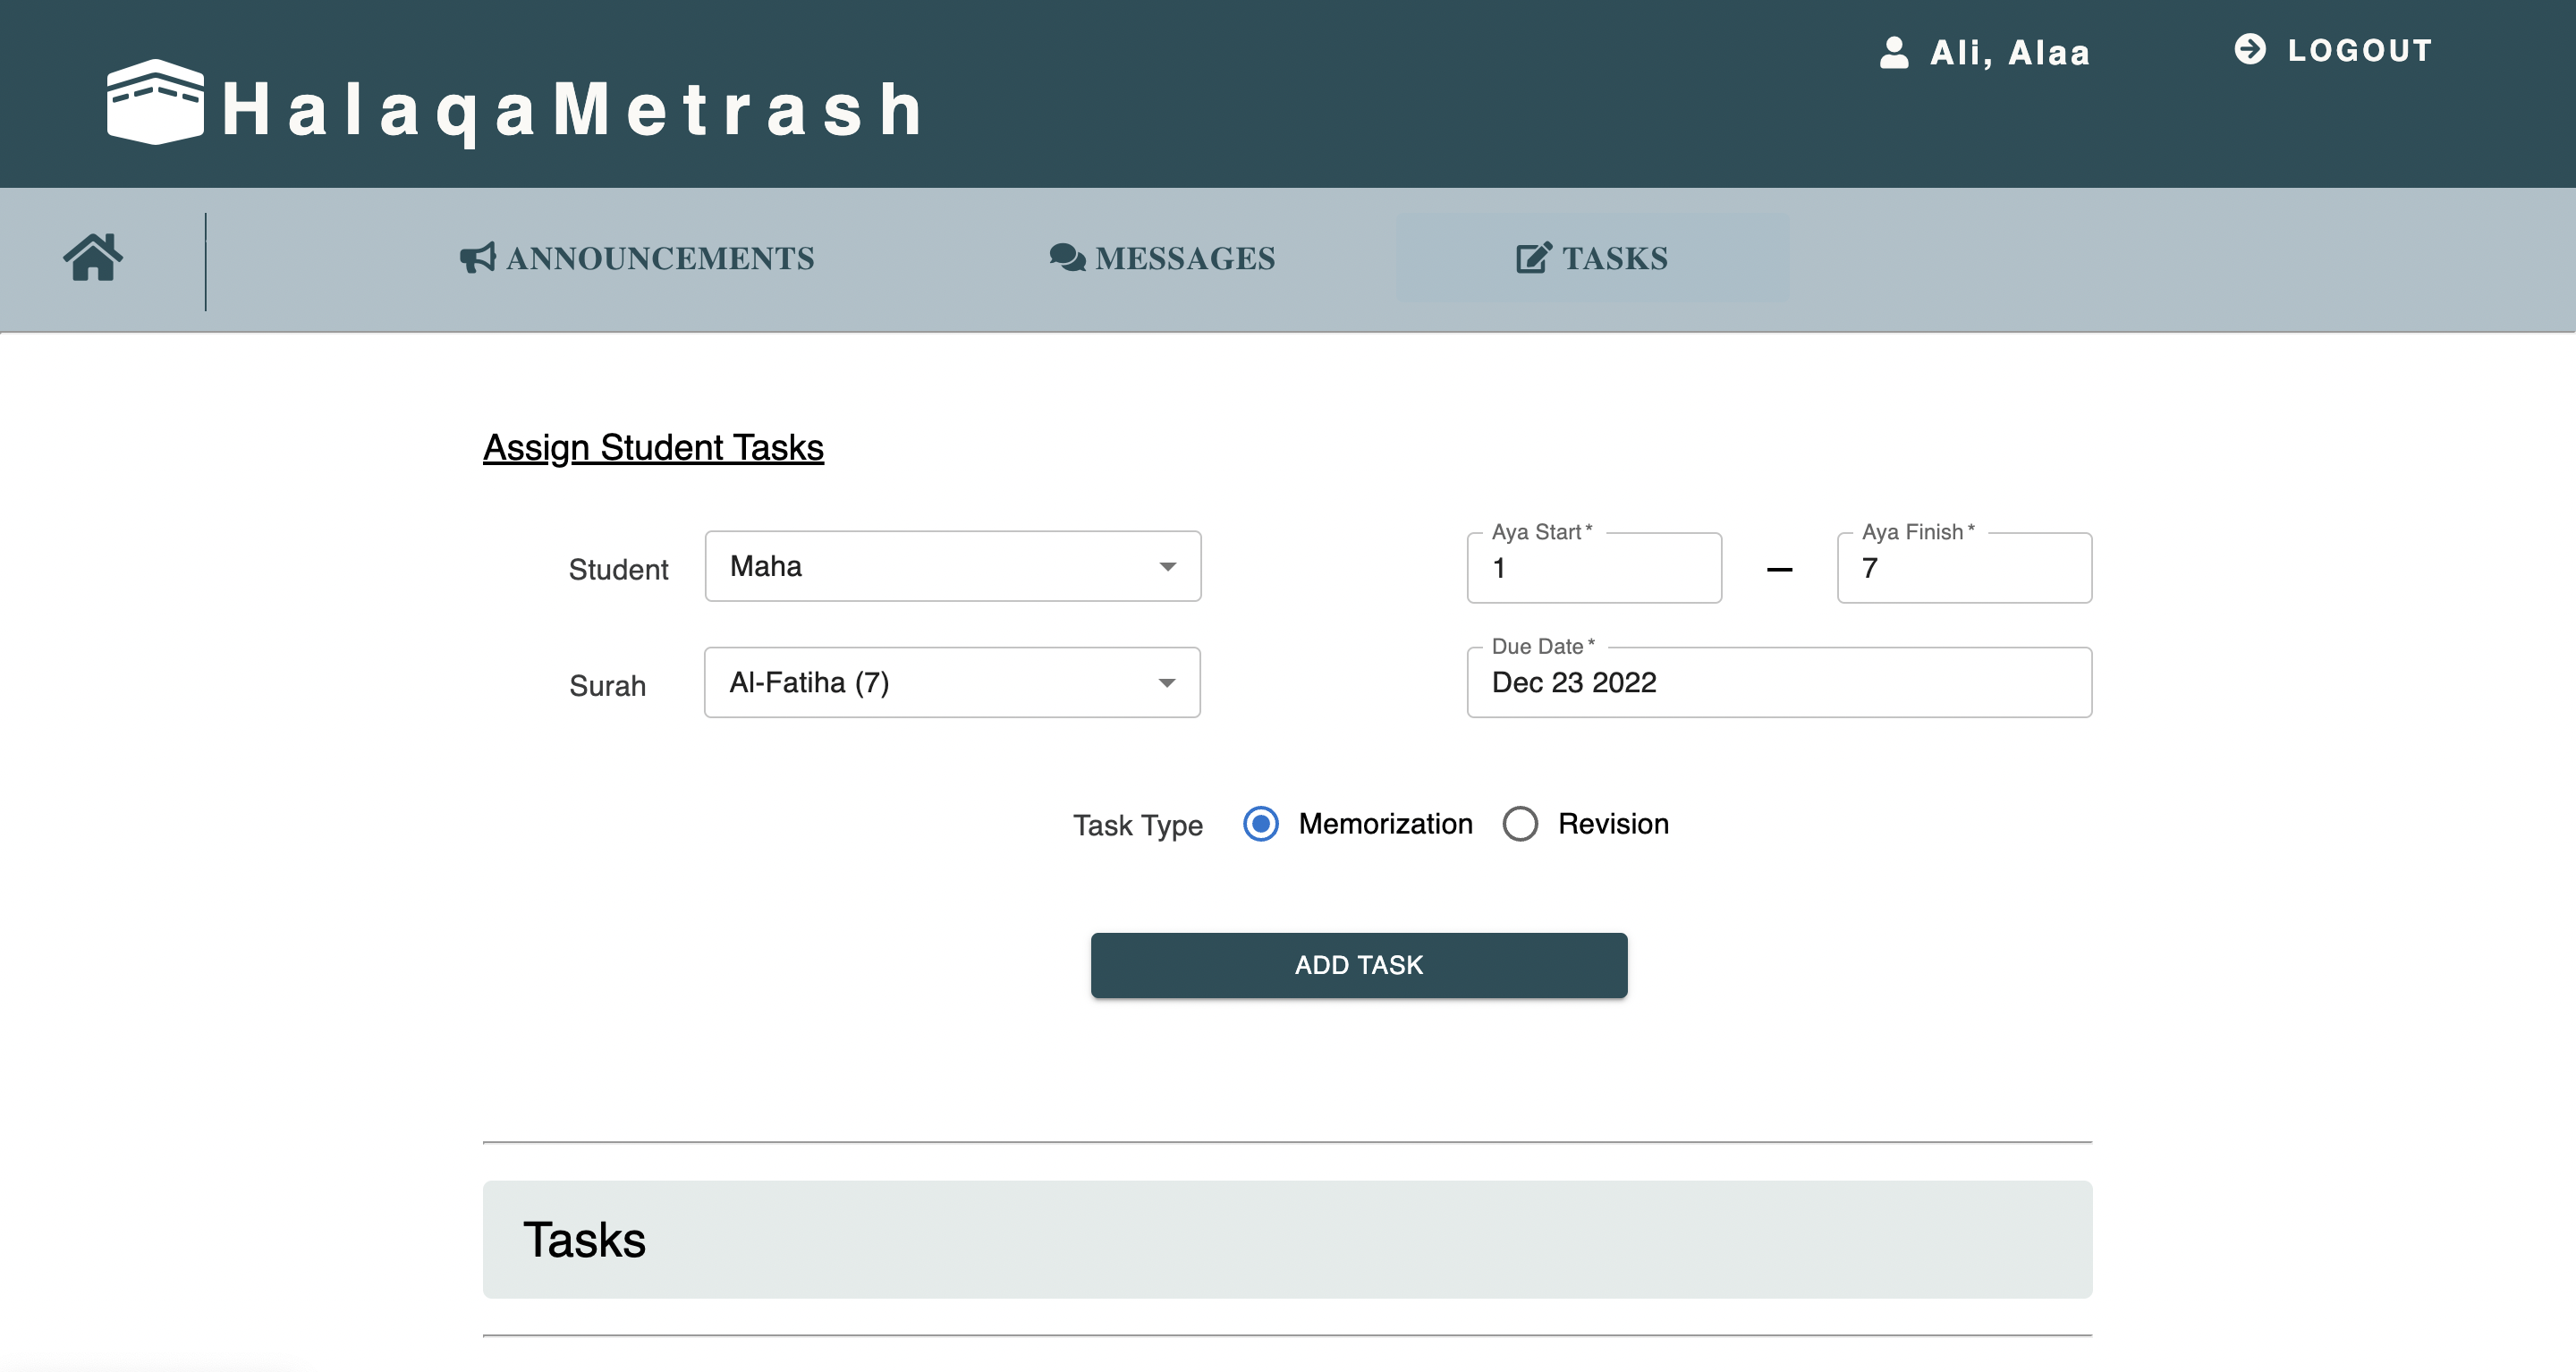 Ali, Alaa
LOGOUT
HalaqaMetrash
ANNOUNCEMENTS
MESSAGES
TASKS
Assign Student Tasks
Student
Maha
Aya Start *
1
–
Aya Finish *
7
Surah
Al-Fatiha (7)
Due Date *
Dec 23 2022
Task Type
Memorization
Revision
ADD TASK
Tasks